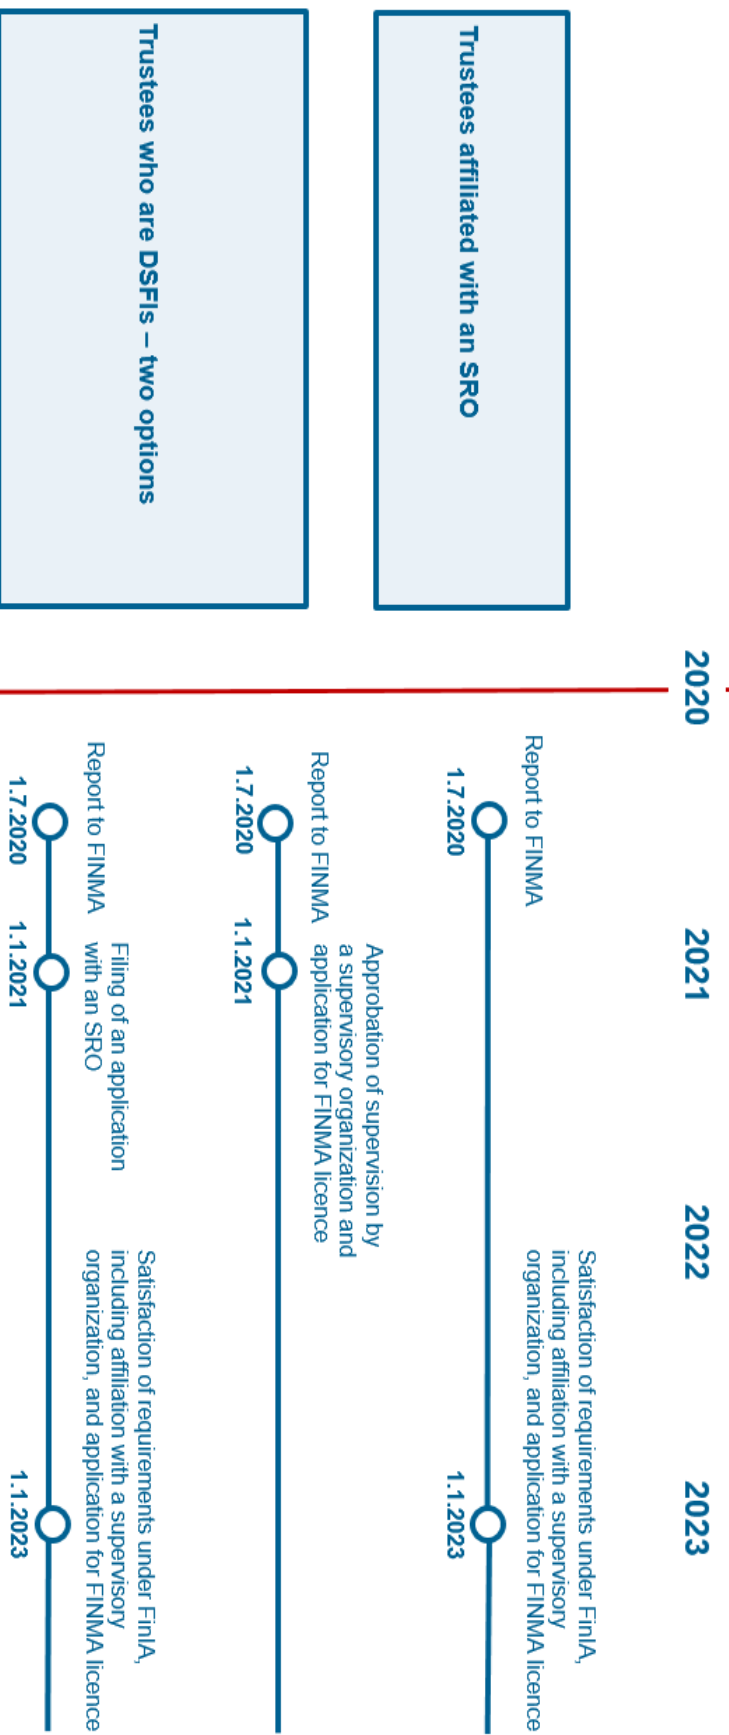 2020
2021
2022
2023
Trustees affiliated with an SRO
Report to FINMA
1.7.2020
Satisfaction of requirements under FinIA,
including affiliation with a supervisory
organization, and application for FINMA licence
1.1.2023
Trustees who are DSFIs – two options
Report to FINMA
1.7.2020
Approbation of supervision by
a supervisory organization and
application for FINMA licence
1.1.2021
Report to FINMA
1.7.2020
Filing of an application
with an SRO
1.1.2021
Satisfaction of requirements under FinIA,
including affiliation with a supervisory
organization, and application for FINMA licence
1.1.2023